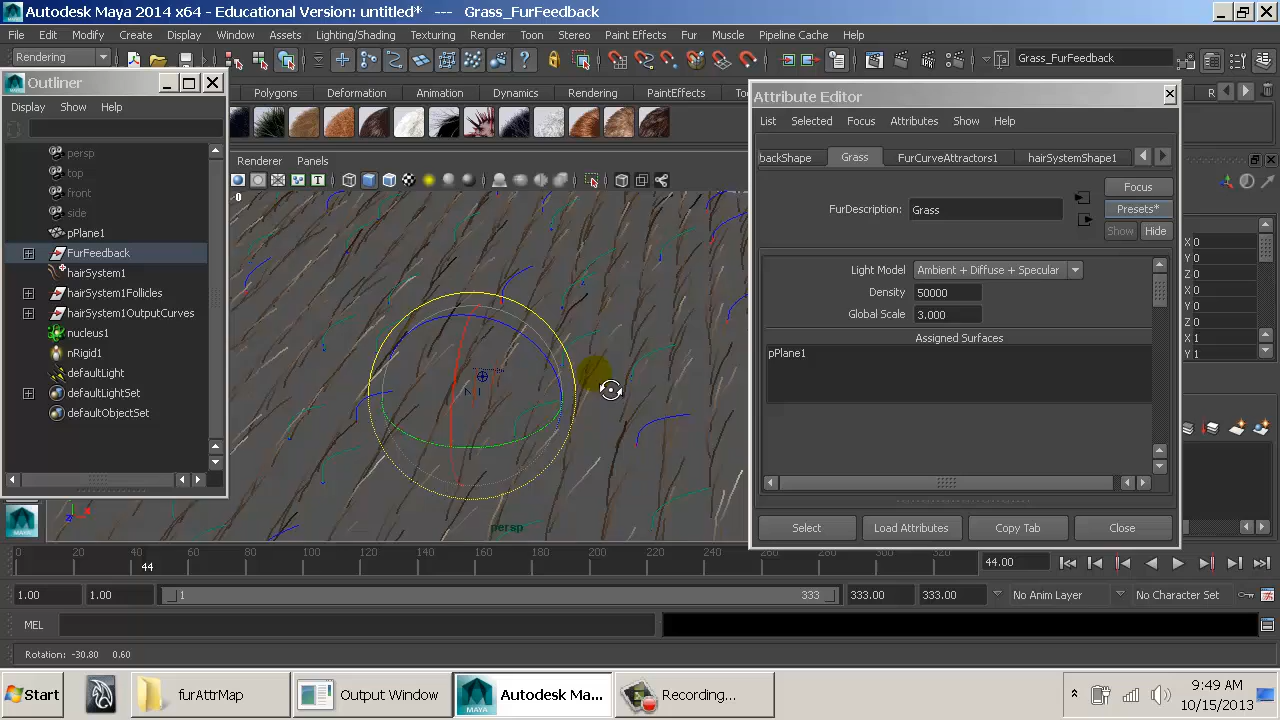 Autodesk Maya 2014 x64 - Educational Version: untitled* --- Grass_FurFeedback
File Edit Modify Create Display Window Assets Lighting/Shading Texturing Render Toon Stereo Paint Effects Fur Muscle Pipeline Cache Help
Rendering
Grass_FurFeedback
Outliner
Display Show Help
persp
top
front
side
pPlane1
FurFeedback
hairSystem1
hairSystem1Follicles
hairSystem1OutputCurves
nucleus1
nRigid1
defaultLight
defaultLightSet
defaultObjectSet
Polygons Deformation Animation Dynamics Rendering PaintEffects
Renderer Panels
0
persp
Attribute Editor
List Selected Focus Attributes Show Help
backShape Grass FurCurveAttractors1 hairSystemShape1
FurDescription: Grass
Focus
Presets*
Show Hide
Light Model Ambient + Diffuse + Specular
Density 50000
Global Scale 3.000
Assigned Surfaces
pPlane1
Select Load Attributes Copy Tab Close
R
X 0
Y 0
Z 0
X 0
Y 0
Z 0
X 1
Y 1
0 20 40 60 80 100 120 140 160 180 200 220 240
44
44.00
1.00 1.00 1 333 333.00 333.00 No Anim Layer No Character Set
MEL
Rotation: -30.80 0.60
Start furAttrMap Output Window Autodesk Ma... Recording...
9:49 AM
10/15/2013